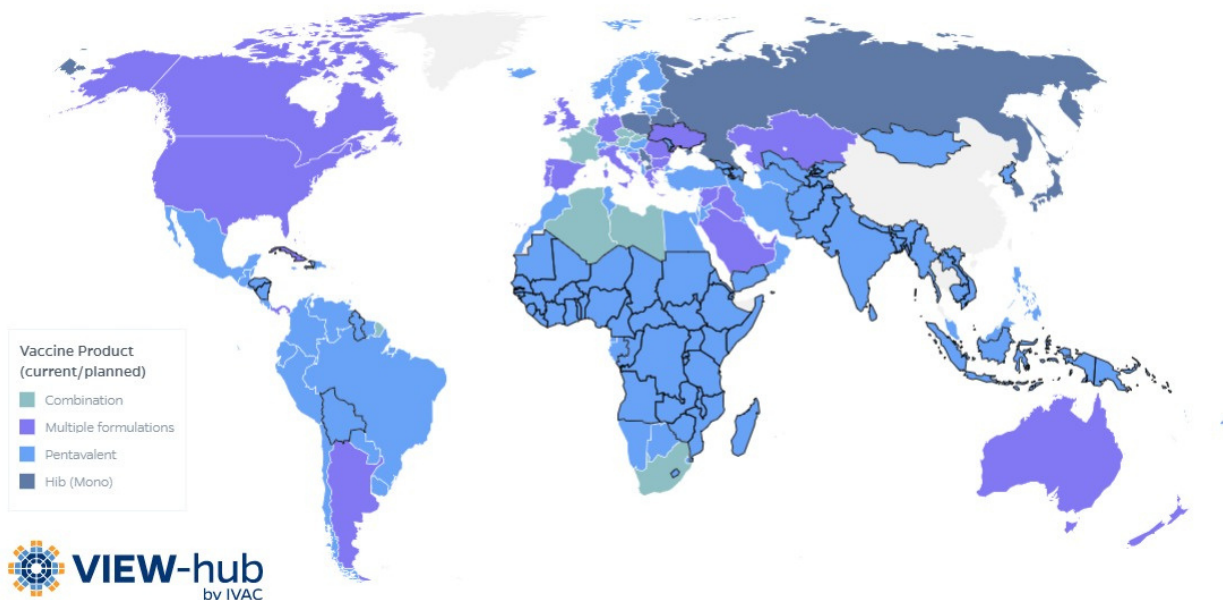 Vaccine Product
(current/planned)
Combination
Multiple formulations
Pentavalent
Hib (Mono)
VIEW-hub
by IVAC